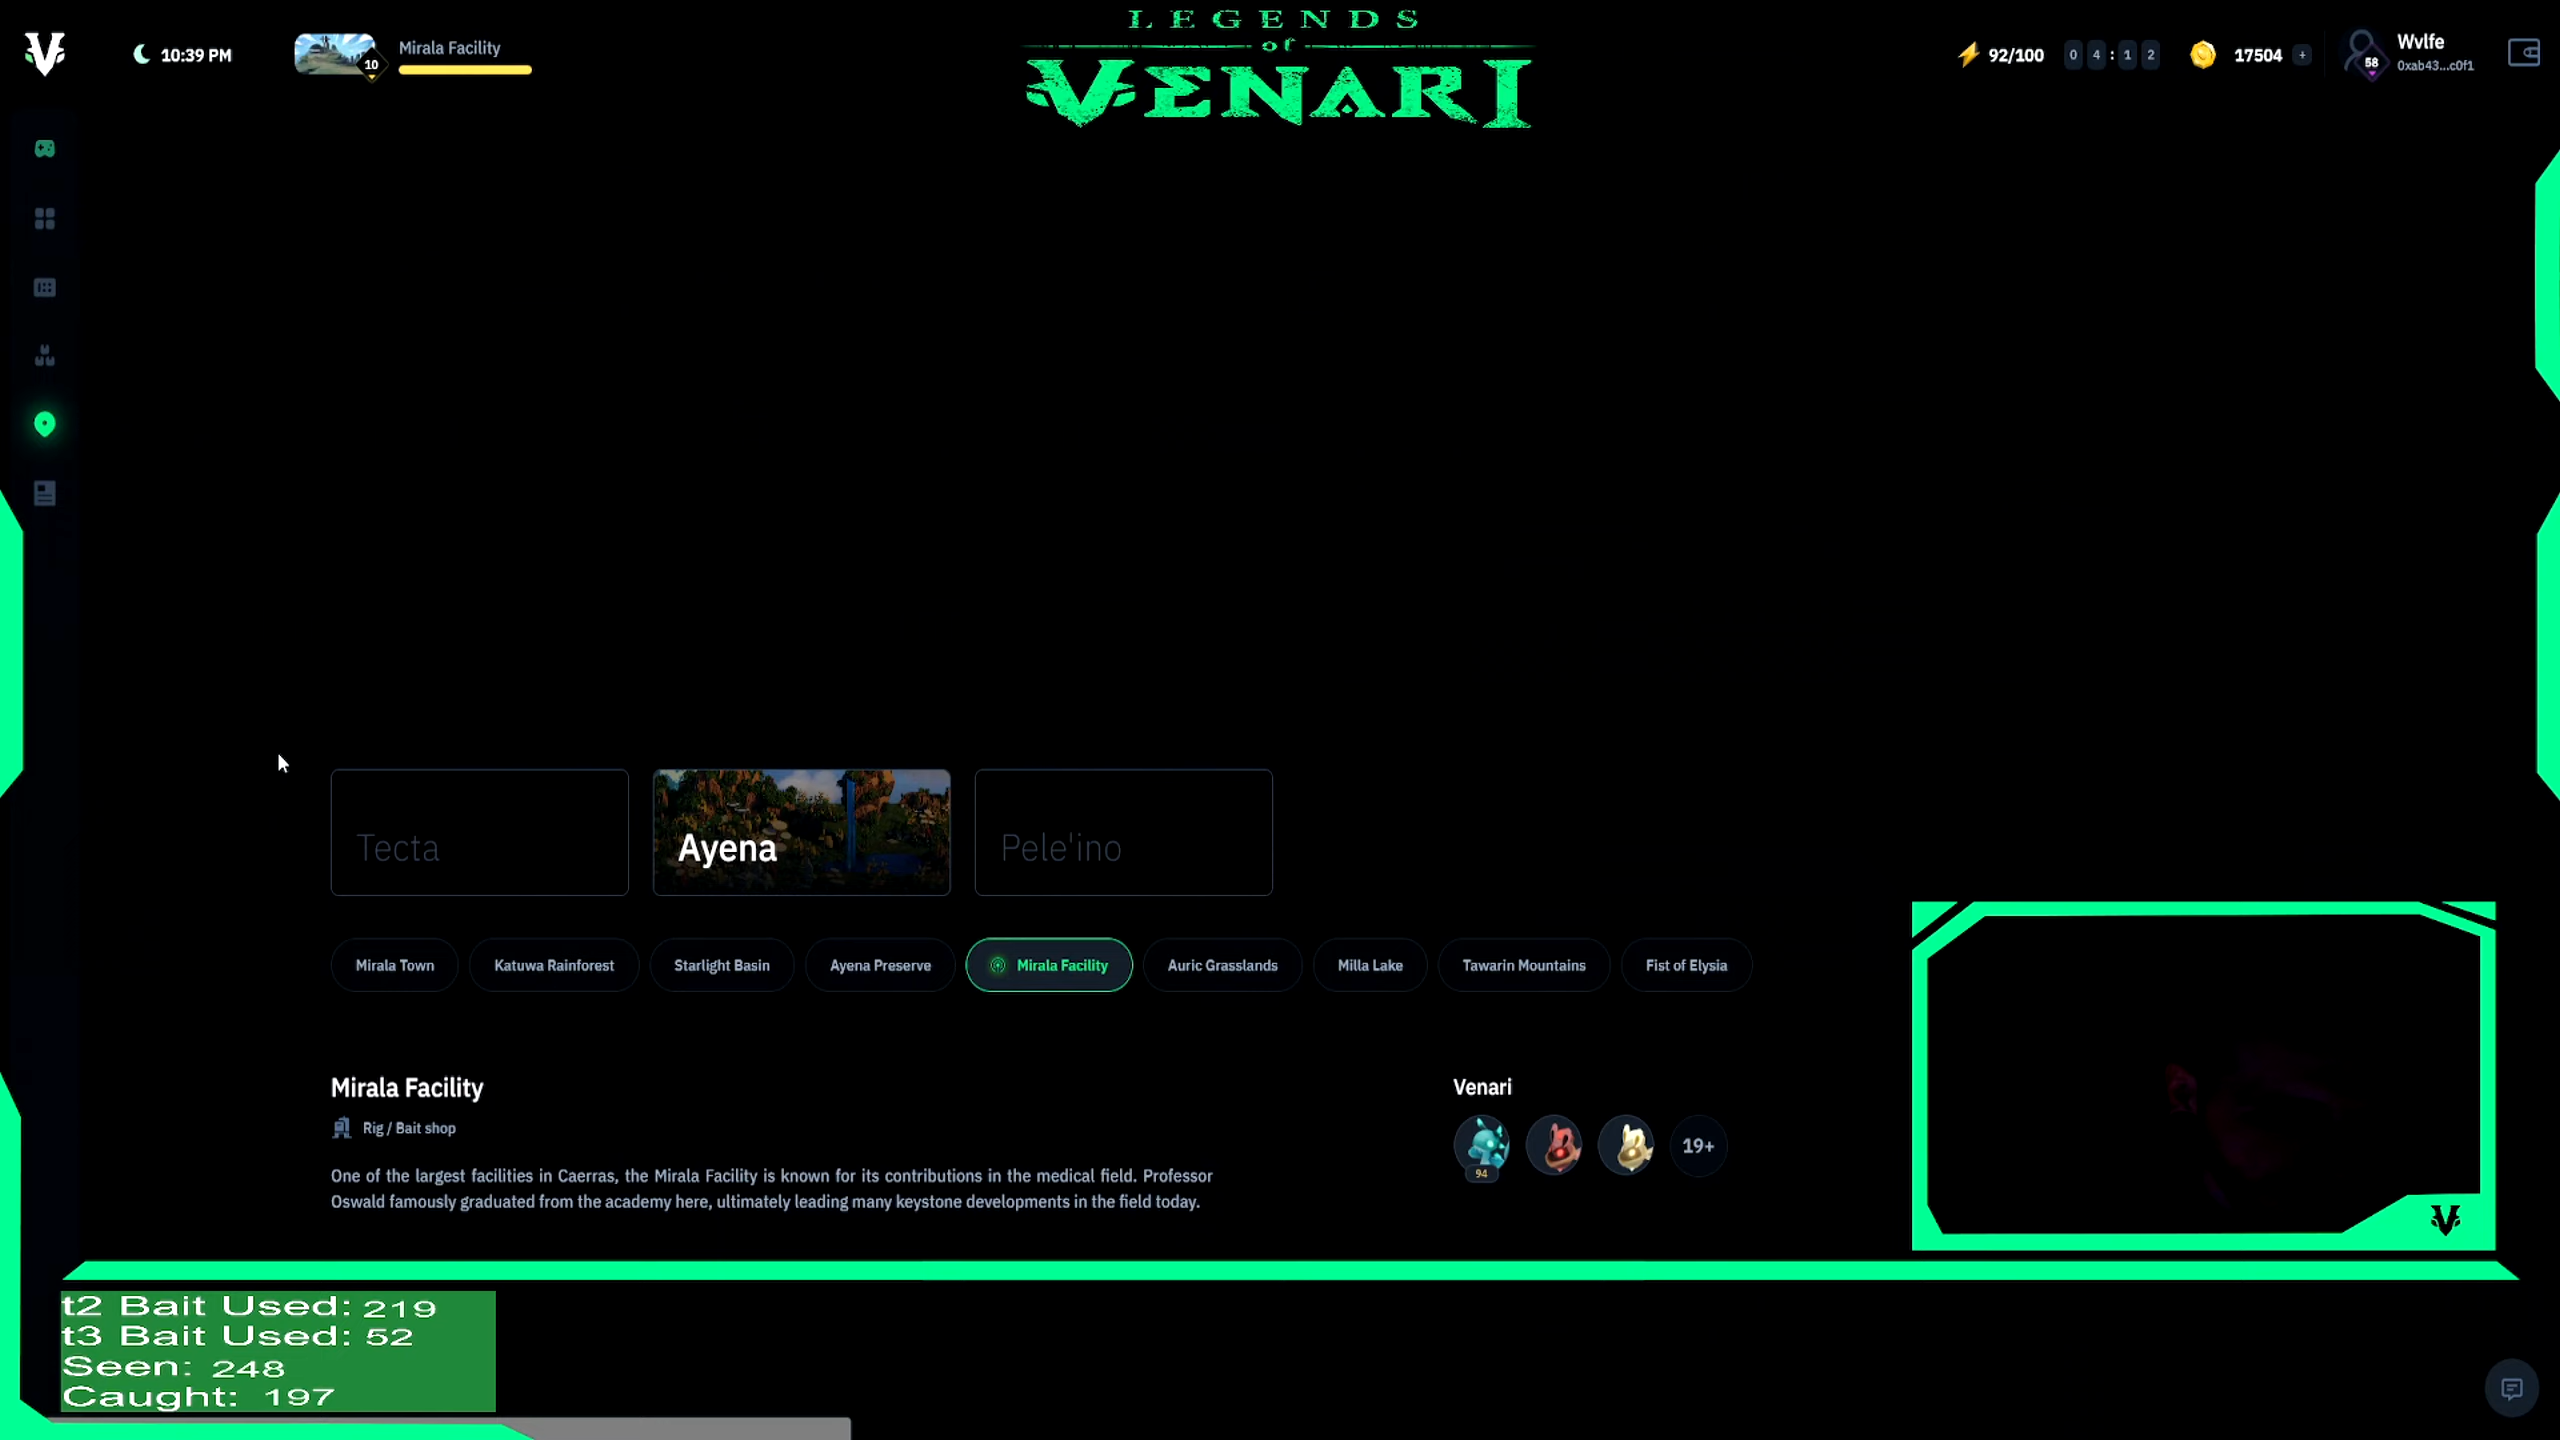 LEGENDS
of
VENARI
10:39 PM
10
Mirala Facility
92/100
04:12
17504
+
58
Wvlfe
0xab43...c0f1
Tecta
Ayena
Pele'ino
Mirala Town
Katuwa Rainforest
Starlight Basin
Ayena Preserve
Mirala Facility
Auric Grasslands
Milla Lake
Tawarin Mountains
Fist of Elysia
Mirala Facility
Rig / Bait shop
One of the largest facilities in Caerras, the Mirala Facility is known for its contributions in the medical field. Professor
Oswald famously graduated from the academy here, ultimately leading many keystone developments in the field today.
Venari
94
19+
t2 Bait Used: 219
t3 Bait Used: 52
Seen: 248
Caught: 197